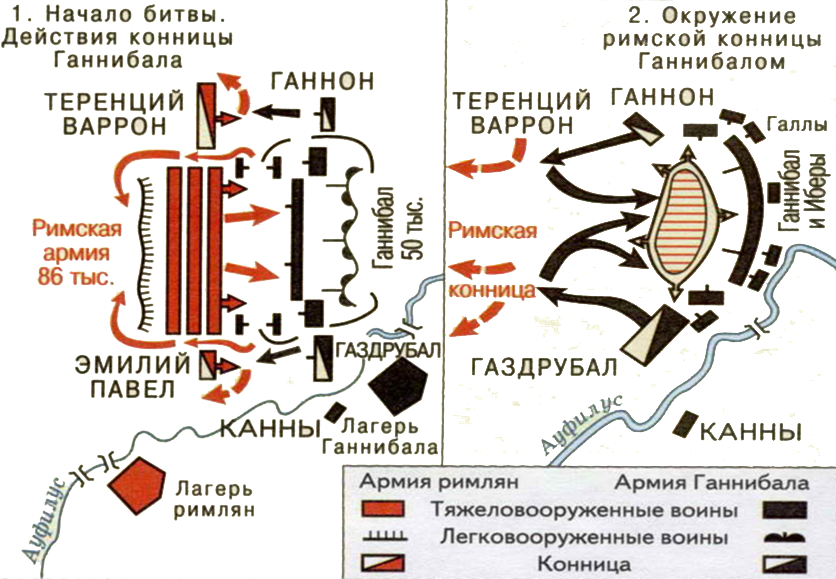 1. Начало битвы.
Действия конницы
Ганнибала
ГАННОН
ТЕРЕНЦИЙ
ВАРРОН
Римская
армия
86 тыс.
Ганнибал
50 тыс.
ЭМИЛИЙ
ПАВЕЛ
ГАЗДРУБАЛ
КАННЫ
Лагерь
Ганнибала
Лагерь
римлян
Ауфилус
2. Окружение
римской конницы
Ганнибалом
ТЕРЕНЦИЙ
ВАРРОН
ГАННОН
Галлы
Ганнибал
и Иберы
Римская
конница
ГАЗДРУБАЛ
Ауфилус
КАННЫ
Армия римлян
Армия Ганнибала
Тяжеловооруженные воины
Легковооруженные воины
Конница